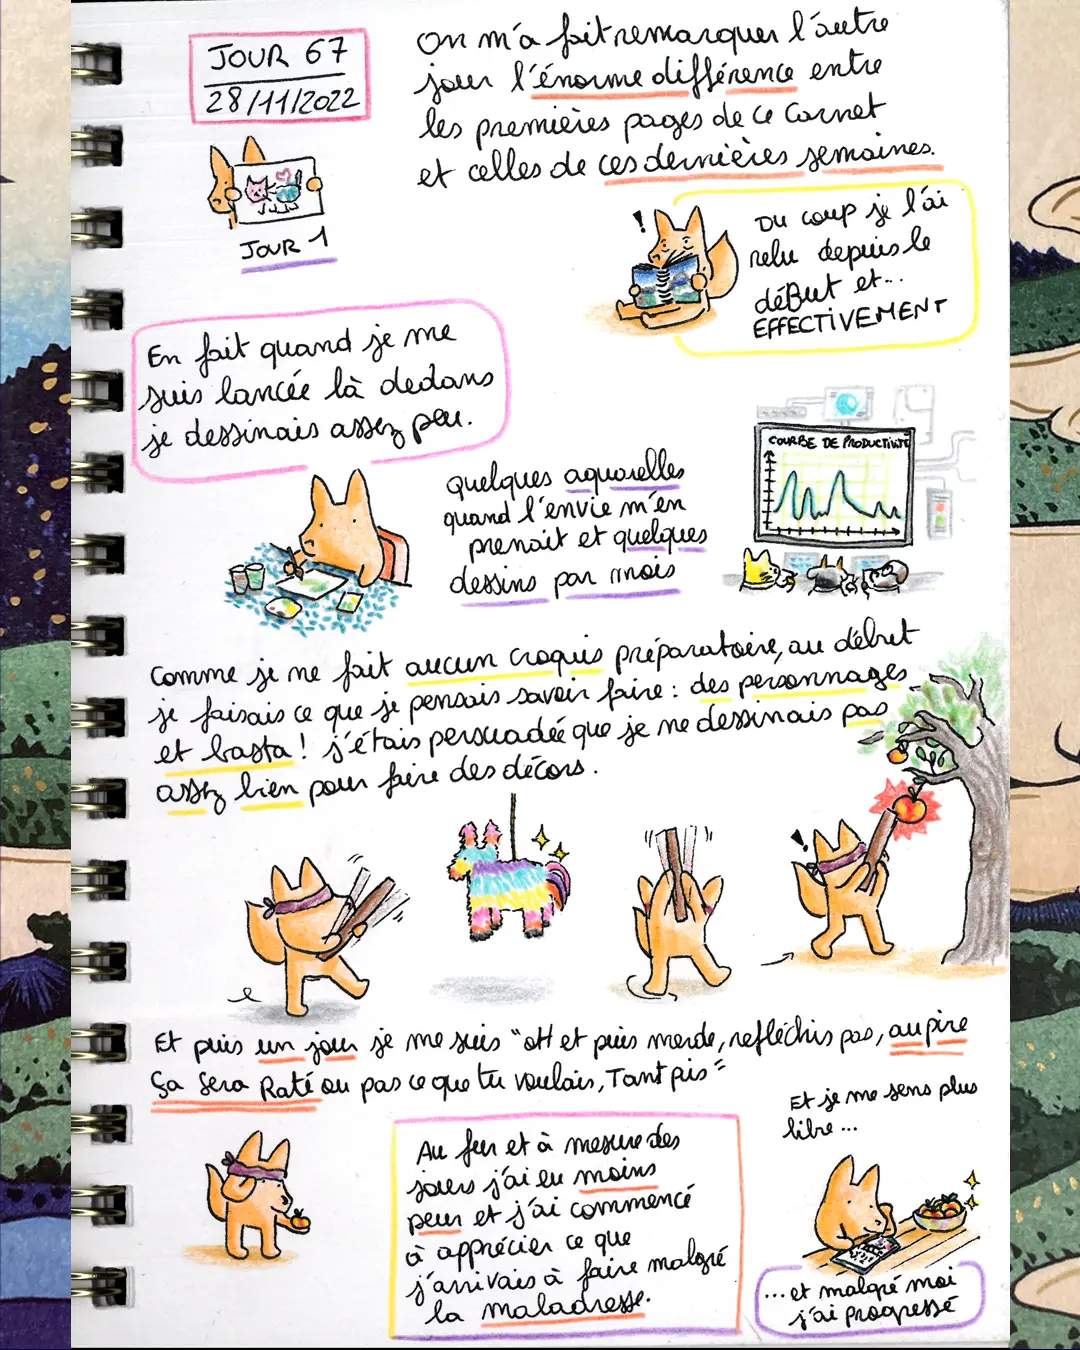 JOUR 67
28/11/2022
On m'a fait remarquer l'autre
jour l'énorme différence entre
les premières pages de ce carnet
et celles de ces dernières semaines.
JOUR 1
!
Du coup je l'ai
relu depuis le
déBut et...
EFFECTIVEMENT
En fait quand je me
suis lancée là dedans
je dessinais assez peu.
COURBE DE PRODUCTIVITÉ
Quelques aquarelles
quand l'envie m'en
prenait et quelques
dessins par mois
Comme je ne fait aucun croquis préparatoire, au début
je faisais ce que je pensais savoir faire : des personnages
et basta ! j'étais persuadée que je ne dessinais pas
assez bien pour faire des décors.
!
Et puis un jour je me suis "oH et puis merde, refléchis pas, au pire
ça sera Raté ou pas ce que tu voulais, Tant pis"
Au fur et à mesure des
jours j'ai eu moins
peur et j'ai commencé
à apprécier ce que
j'arrivais à faire malgré
la maladresse.
Et je me sens plus
libre...
...et malgré moi
j'ai progressé